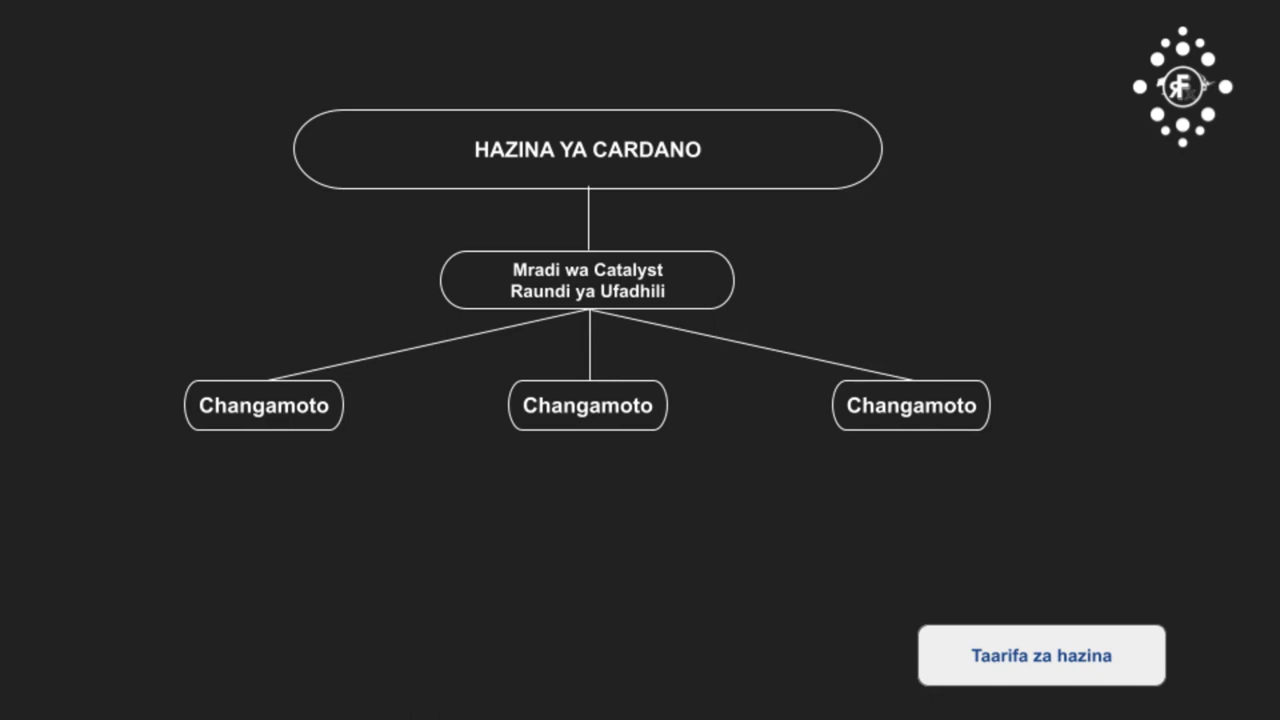 HAZINA YA CARDANO
Mradi wa Catalyst
Raundi ya Ufadhili
Changamoto
Changamoto
Changamoto
Taarifa za hazina